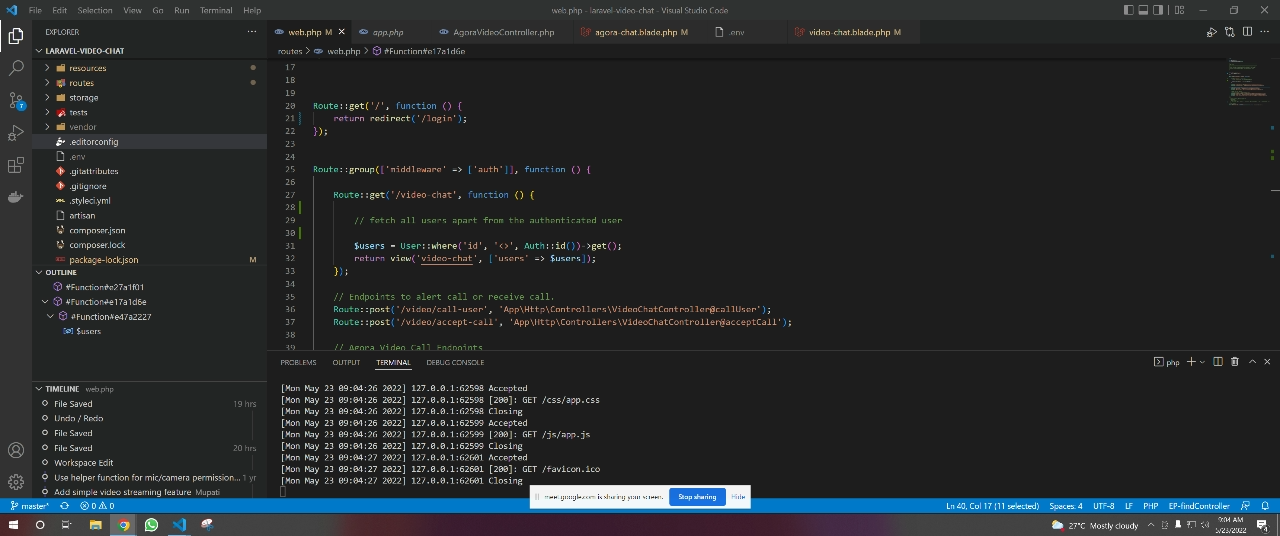 File Edit Selection View Go Run Terminal Help
web.php - laravel-video-chat - Visual Studio Code
EXPLORER
web.php M
app.php
AgoraVideoController.php
agora-chat.blade.php M
.env
video-chat.blade.php M
routes > web.php > #Function#e17a1d6e
LARAVEL-VIDEO-CHAT
resources
routes
storage
tests
vendor
.editorconfig
.env
.gitattributes
.gitignore
.styleci.yml
artisan
composer.json
composer.lock
package-lock.json M
OUTLINE
#Function#e27a1f01
#Function#e17a1d6e
#Function#e47a2227
$users
TIMELINE web.php
File Saved 19 hrs
Undo / Redo
File Saved
File Saved 20 hrs
Workspace Edit
Use helper function for mic/camera permission... 1 yr
Add simple video streaming feature Mupati
17
18
19
20 Route::get('/', function () {
21 return redirect('/login');
22 });
23
24
25 Route::group(['middleware' => ['auth']], function () {
26
27 Route::get('/video-chat', function () {
28
29 // fetch all users apart from the authenticated user
30
31 $users = User::where('id', '<>', Auth::id())->get();
32 return view('video-chat', ['users' => $users]);
33 });
34
35 // Endpoints to alert call or receive call.
36 Route::post('/video/call-user', 'App\Http\Controllers\VideoChatController@callUser');
37 Route::post('/video/accept-call', 'App\Http\Controllers\VideoChatController@acceptCall');
38
39 // Agora Video Call Endpoints
PROBLEMS OUTPUT TERMINAL DEBUG CONSOLE
php
[Mon May 23 09:04:26 2022] 127.0.0.1:62598 Accepted
[Mon May 23 09:04:26 2022] 127.0.0.1:62598 [200]: GET /css/app.css
[Mon May 23 09:04:26 2022] 127.0.0.1:62598 Closing
[Mon May 23 09:04:26 2022] 127.0.0.1:62599 Accepted
[Mon May 23 09:04:26 2022] 127.0.0.1:62599 [200]: GET /js/app.js
[Mon May 23 09:04:26 2022] 127.0.0.1:62599 Closing
[Mon May 23 09:04:27 2022] 127.0.0.1:62601 Accepted
[Mon May 23 09:04:27 2022] 127.0.0.1:62601 [200]: GET /favicon.ico
[Mon May 23 09:04:27 2022] 127.0.0.1:62601 Closing
meet.google.com is sharing your screen. Stop sharing Hide
master* 0 0
Ln 40, Col 17 (11 selected) Spaces: 4 UTF-8 LF PHP EP-findController
27°C Mostly cloudy
9:04 AM
5/23/2022